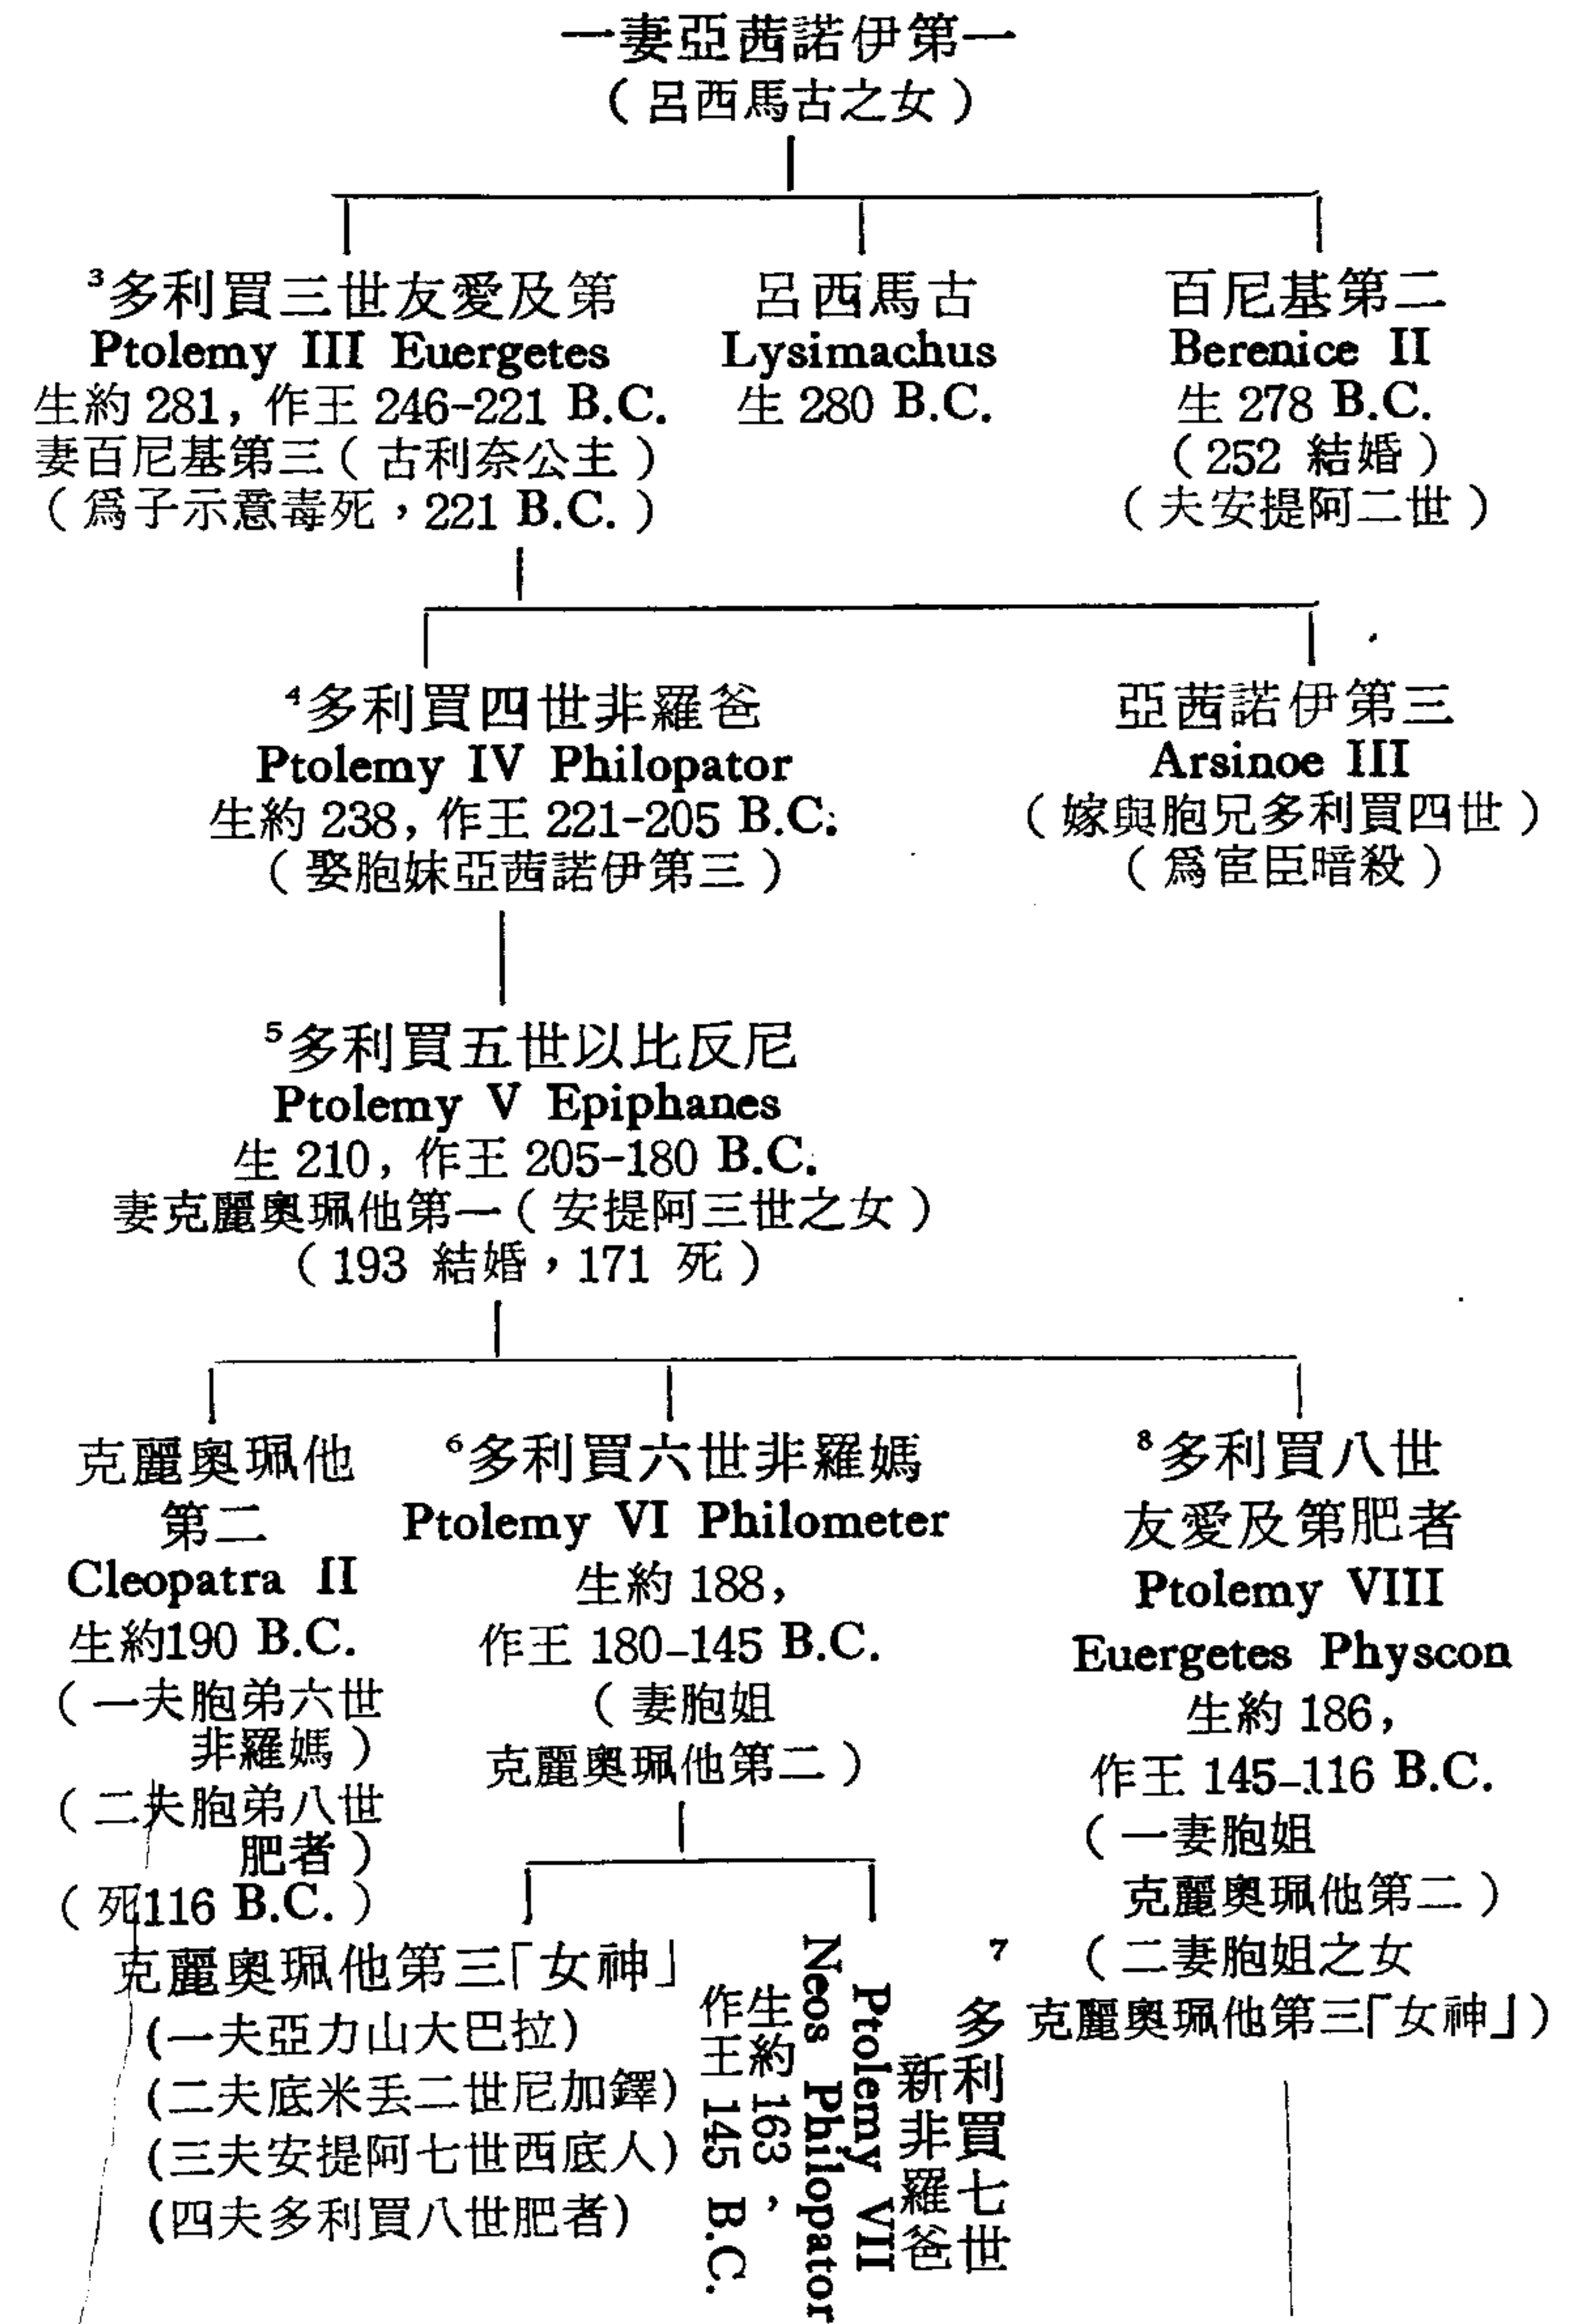 一妻亞茜諾伊第一
(呂西馬古之女)
³多利買三世友愛及第
Ptolemy III Euergetes
生約 281, 作王 246-221 B.C.
妻百尼基第三(古利奈公主)
(爲子示意毒死,221 B.C.)
呂西馬古
Lysimachus
生 280 B.C.
百尼基第二
Berenice II
生 278 B.C.
(252 結婚)
(夫安提阿二世)
⁴多利買四世非羅爸
Ptolemy IV Philopator
生約 238, 作王 221-205 B.C.
(娶胞妹亞茜諾伊第三)
亞茜諾伊第三
Arsinoe III
(嫁與胞兄多利買四世)
(爲宦臣暗殺)
⁵多利買五世以比反尼
Ptolemy V Epiphanes
生 210, 作王 205-180 B.C.
妻克麗奧珮他第一(安提阿三世之女)
(193 結婚,171 死)
克麗奧珮他
第二
Cleopatra II
生約190 B.C.
(一夫胞弟六世
非羅媽)
(二夫胞弟八世
肥者)
(死116 B.C.)
⁶多利買六世非羅媽
Ptolemy VI Philometer
生約 188,
作王 180-145 B.C.
(妻胞姐
克麗奧珮他第二)
⁸多利買八世
友愛及第肥者
Ptolemy VIII
Euergetes Physcon
生約 186,
作王 145-116 B.C.
(一妻胞姐
克麗奧珮他第二)
(二妻胞姐之女
克麗奧珮他第三「女神」)
克麗奧珮他第三「女神」
(一夫亞力山大巴拉)
(二夫底米丟二世尼加鐸)
(三夫安提阿七世西底人)
(四夫多利買八世肥者)
⁷多利買七世
新非羅爸
Ptolemy VII
Neos Philopator
生約 163,
作王 145 B.C.